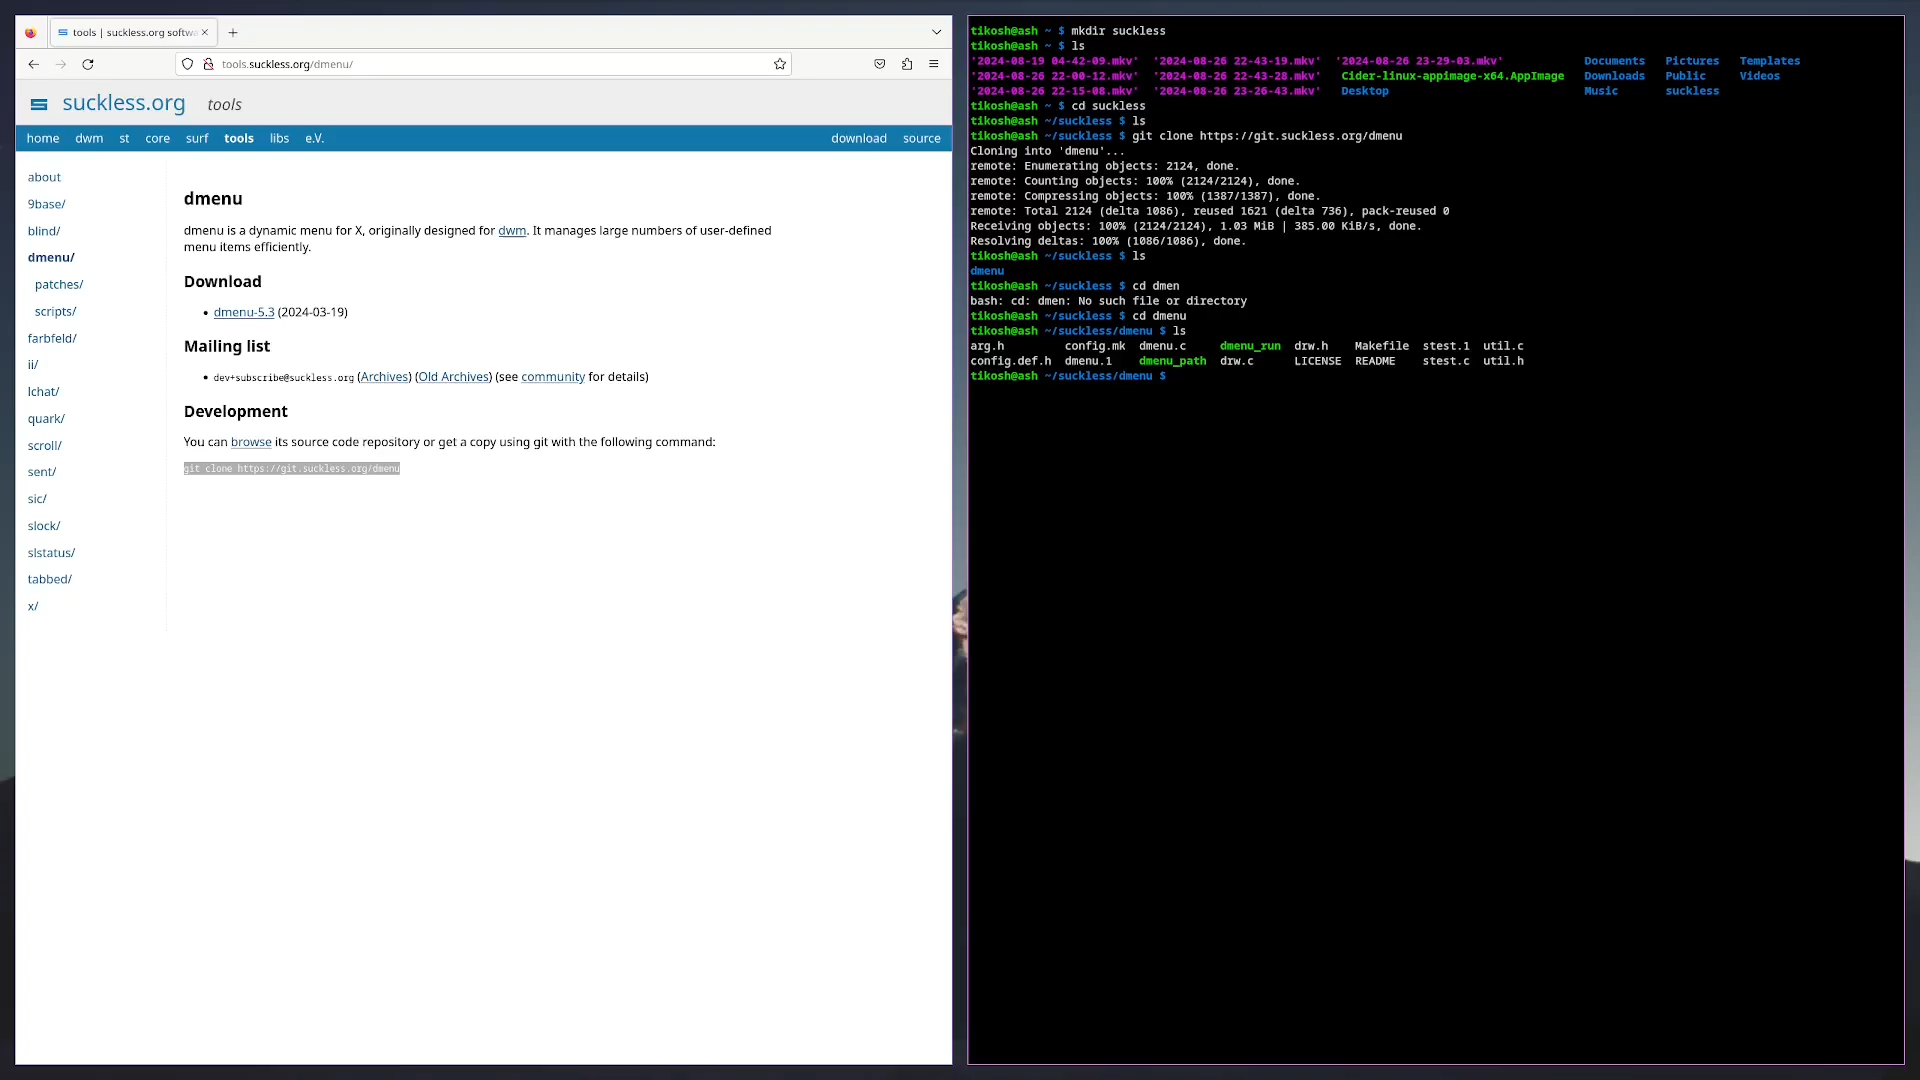 tools | suckless.org softwa
tools.suckless.org/dmenu/
suckless.org tools
home dwm st core surf tools libs e.V. download source
about
9base/
blind/
dmenu/
patches/
scripts/
farbfeld/
ii/
lchat/
quark/
scroll/
sent/
sic/
slock/
slstatus/
tabbed/
x/
dmenu
dmenu is a dynamic menu for X, originally designed for dwm. It manages large numbers of user-defined
menu items efficiently.
Download
• dmenu-5.3 (2024-03-19)
Mailing list
• dev+subscribe@suckless.org (Archives) (Old Archives) (see community for details)
Development
You can browse its source code repository or get a copy using git with the following command:
git clone https://git.suckless.org/dmenu
tikosh@ash ~ $ mkdir suckless
tikosh@ash ~ $ ls
'2024-08-19 04-42-09.mkv' '2024-08-26 22-43-19.mkv' '2024-08-26 23-29-03.mkv' Documents Pictures Templates
'2024-08-26 22-00-12.mkv' '2024-08-26 22-43-28.mkv' Cider-linux-appimage-x64.AppImage Downloads Public Videos
'2024-08-26 22-15-08.mkv' '2024-08-26 23-26-43.mkv' Desktop Music suckless
tikosh@ash ~ $ cd suckless
tikosh@ash ~/suckless $ ls
tikosh@ash ~/suckless $ git clone https://git.suckless.org/dmenu
Cloning into 'dmenu'...
remote: Enumerating objects: 2124, done.
remote: Counting objects: 100% (2124/2124), done.
remote: Compressing objects: 100% (1387/1387), done.
remote: Total 2124 (delta 1086), reused 1621 (delta 736), pack-reused 0
Receiving objects: 100% (2124/2124), 1.03 MiB | 385.00 KiB/s, done.
Resolving deltas: 100% (1086/1086), done.
tikosh@ash ~/suckless $ ls
dmenu
tikosh@ash ~/suckless $ cd dmen
bash: cd: dmen: No such file or directory
tikosh@ash ~/suckless $ cd dmenu
tikosh@ash ~/suckless/dmenu $ ls
arg.h config.mk dmenu.c dmenu_run drw.h Makefile stest.1 util.c
config.def.h dmenu.1 dmenu_path drw.c LICENSE README stest.c util.h
tikosh@ash ~/suckless/dmenu $